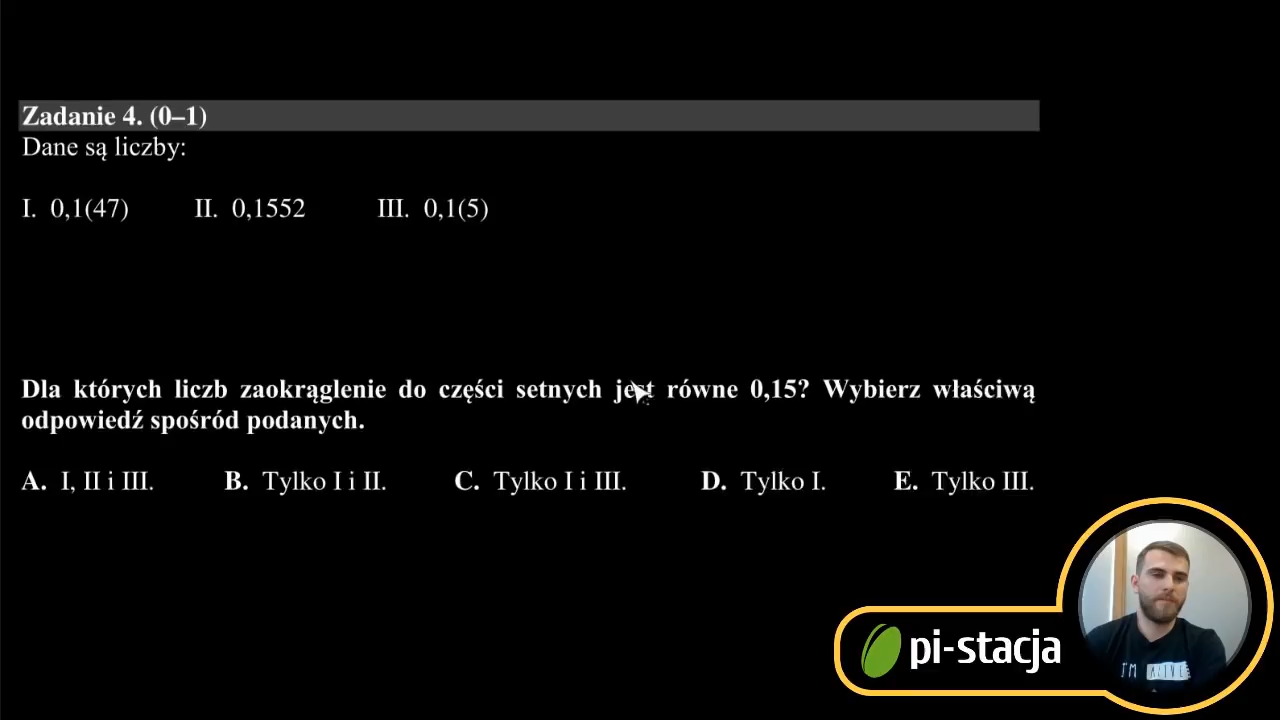 Zadanie 4. (0–1)
Dane są liczby:
I. 0,1(47) II. 0,1552 III. 0,1(5)
Dla których liczb zaokrąglenie do części setnych jest równe 0,15? Wybierz właściwą
odpowiedź spośród podanych.
A. I, II i III. B. Tylko I i II. C. Tylko I i III. D. Tylko I. E. Tylko III.
pi-stacja
I'M